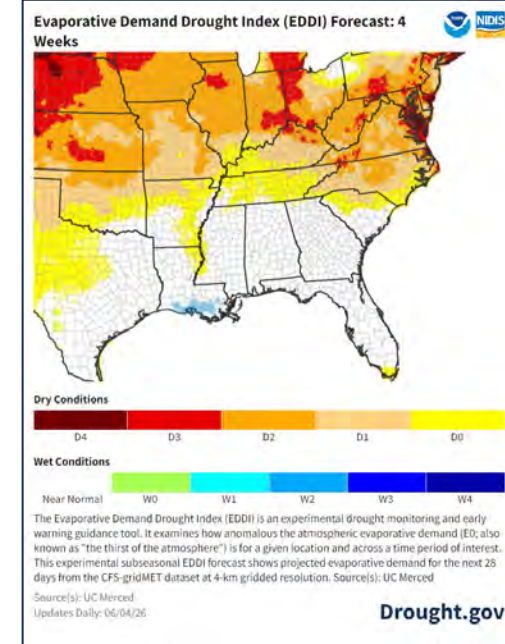 Evaporative Demand Drought Index (EDDI) Forecast: 4
Weeks
NIDIS
Dry Conditions
D4 D3 D2 D1 D0
Wet Conditions
Near Normal W0 W1 W2 W3 W4
The Evaporative Demand Drought Index (EDDI) is an experimental drought monitoring and early
warning guidance tool. It examines how anomalous the atmospheric evaporative demand (E0; also
known as "the thirst of the atmosphere") is for a given location and across a time period of interest.
This experimental subseasonal EDDI forecast shows projected evaporative demand for the next 28
days from the CFS-gridMET dataset at 4-km gridded resolution. Source(s): UC Merced
Source(s): UC Merced
Updates Daily: 06/04/26
Drought.gov